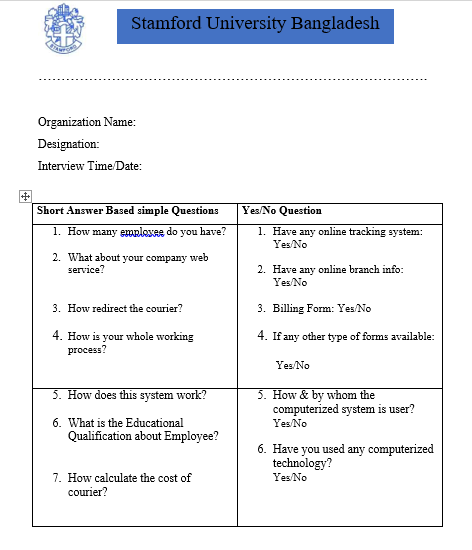 STAMFORD
Stamford University Bangladesh
Organization Name:
Designation:
Interview Time/Date:
Short Answer Based simple Questions
1. How many employee do you have?
2. What about your company web
service?
3. How redirect the courier?
4. How is your whole working
process?
Yes/No Question
1. Have any online tracking system:
Yes/No
2. Have any online branch info:
Yes/No
3. Billing Form: Yes/No
4. If any other type of forms available:
Yes/No
5. How does this system work?
6. What is the Educational
Qualification about Employee?
7. How calculate the cost of
courier?
5. How & by whom the
computerized system is user?
Yes/No
6. Have you used any computerized
technology?
Yes/No